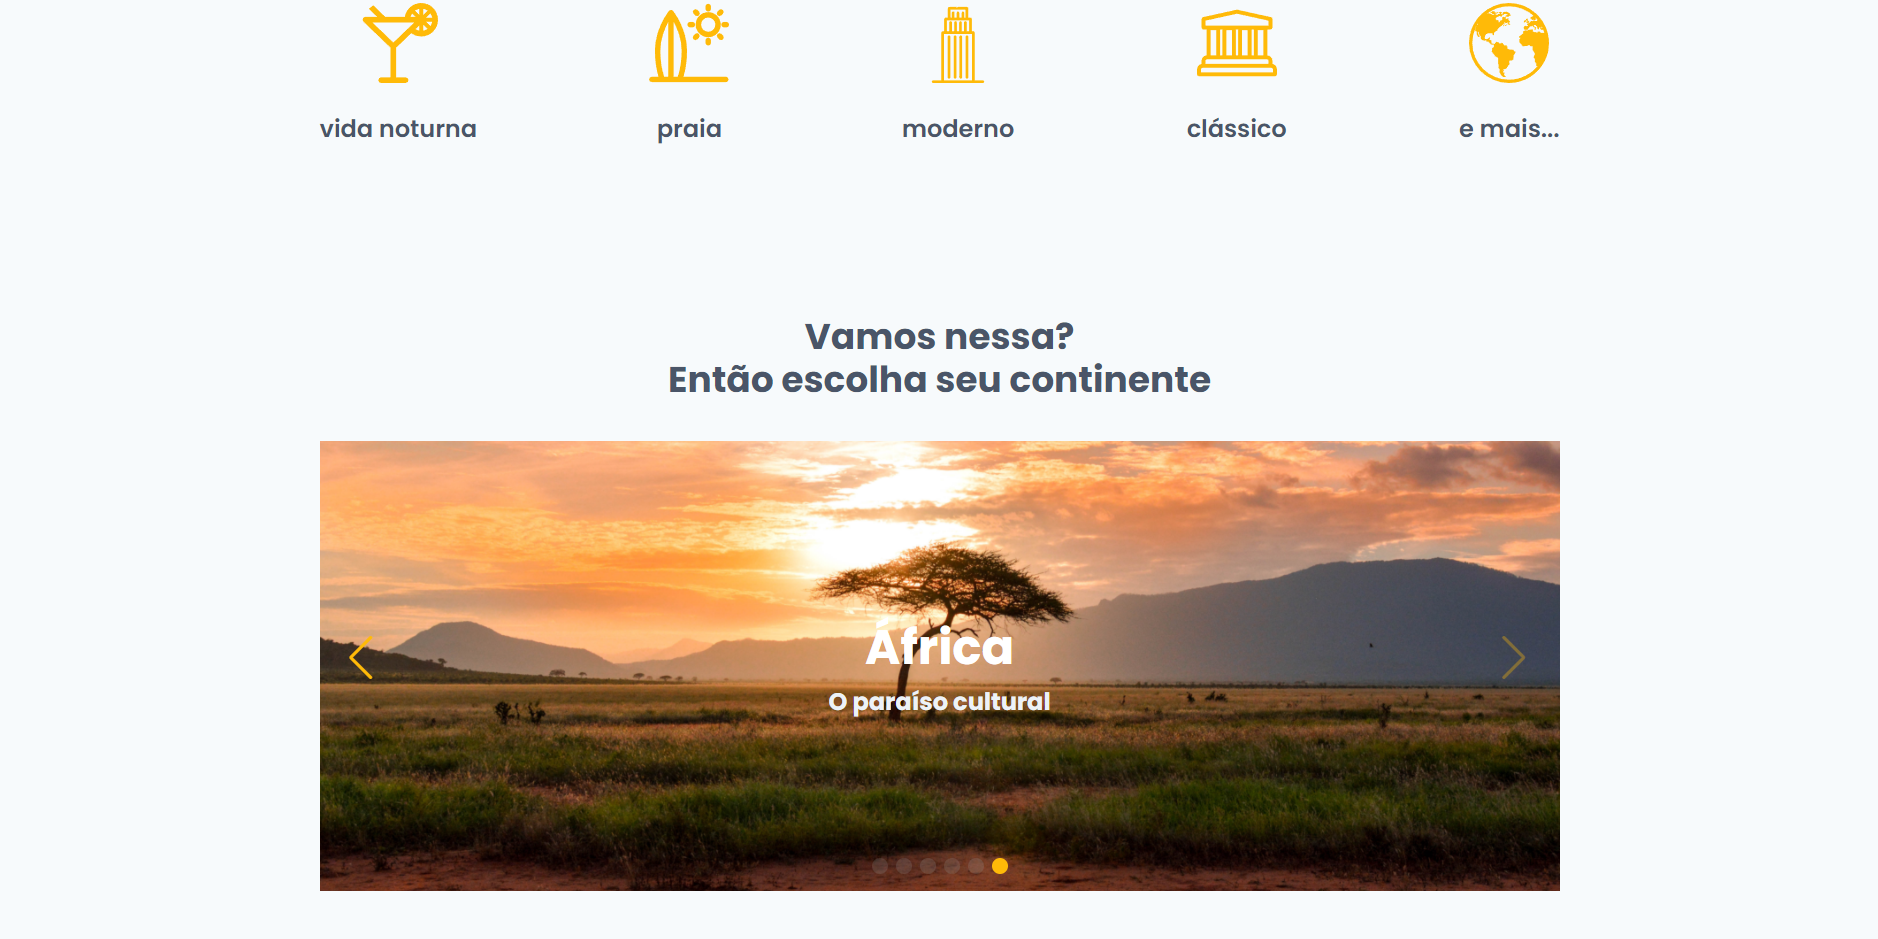 vida noturna
praia
moderno
clássico
e mais...
Vamos nessa?
Então escolha seu continente
África
O paraíso cultural